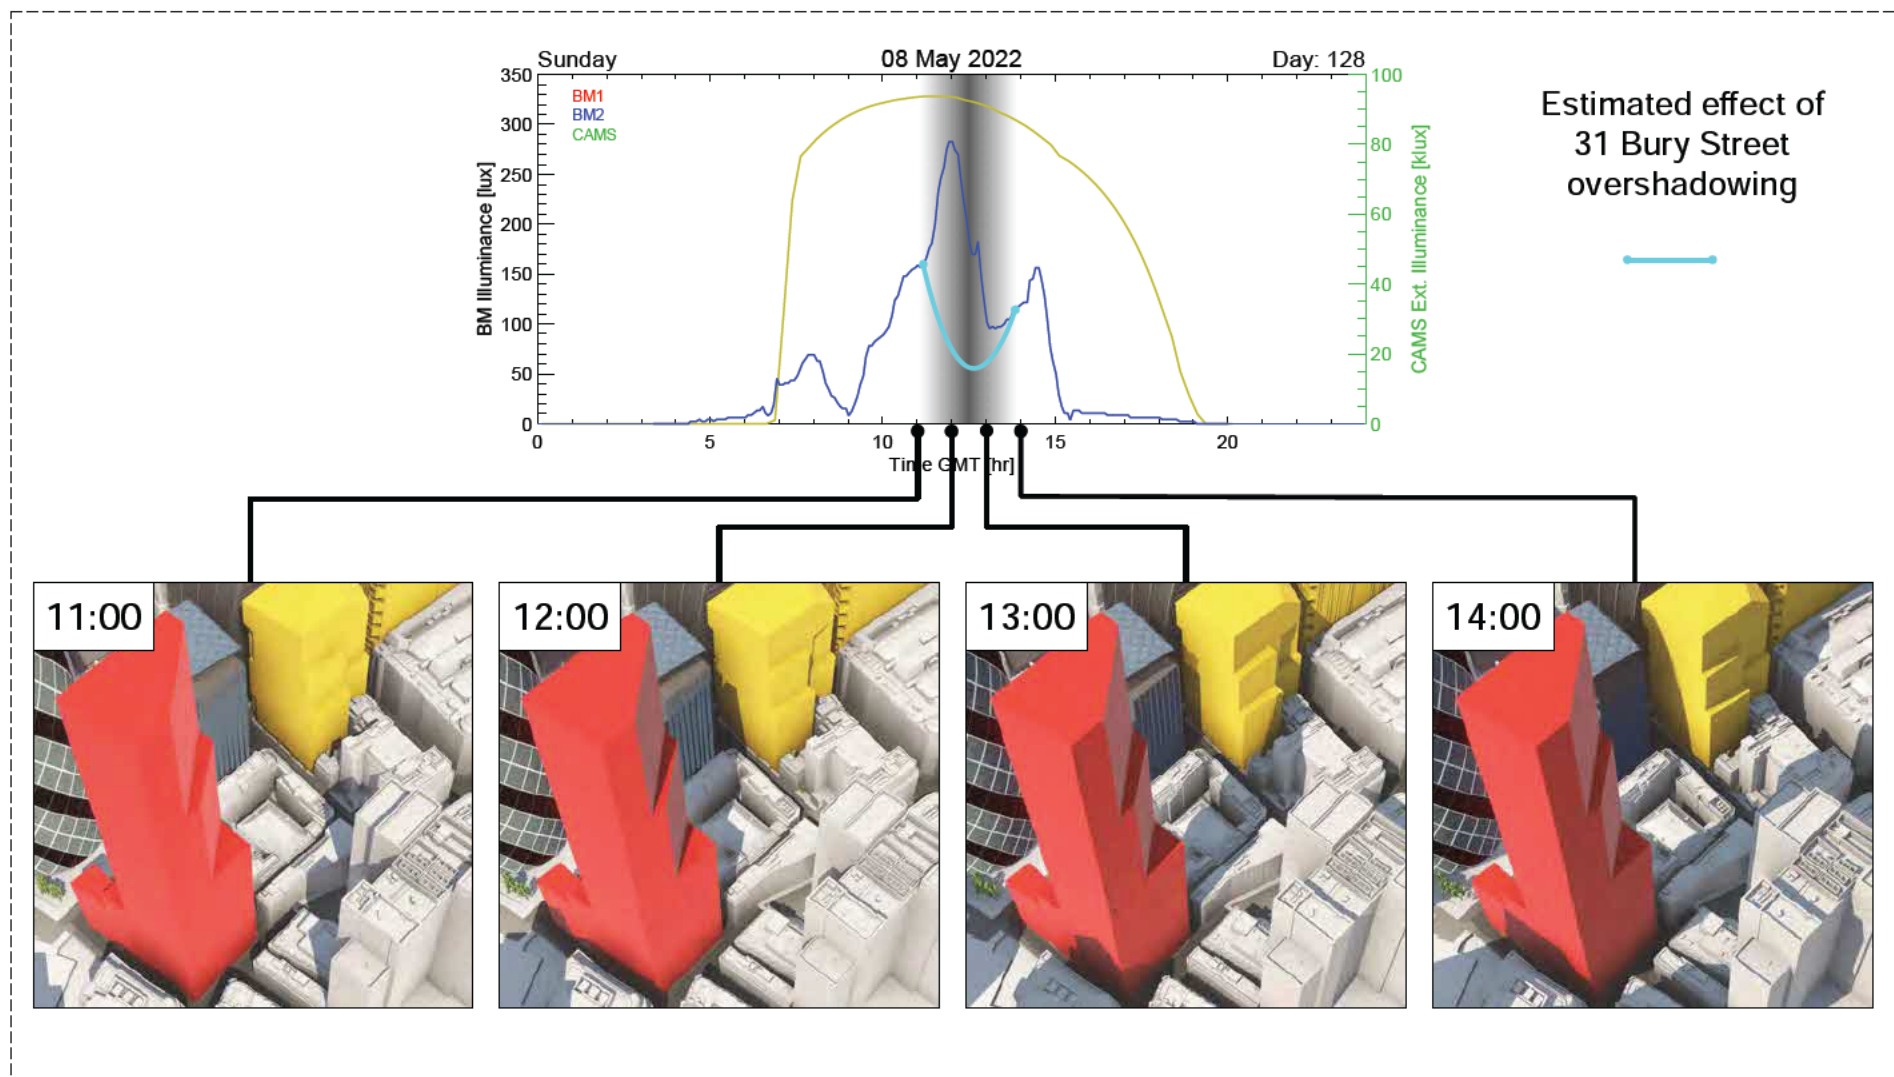 Sunday 08 May 2022 Day: 128
350 100
BM1
BM2
CAMS
300
80
250
60
200
150
40
100
20
50
0 0
BM Illuminance [lux]
CAMS Ext. Illuminance [klux]
0 5 10 15 20
Time GMT [hr]
Estimated effect of
31 Bury Street
overshadowing
11:00
12:00
13:00
14:00